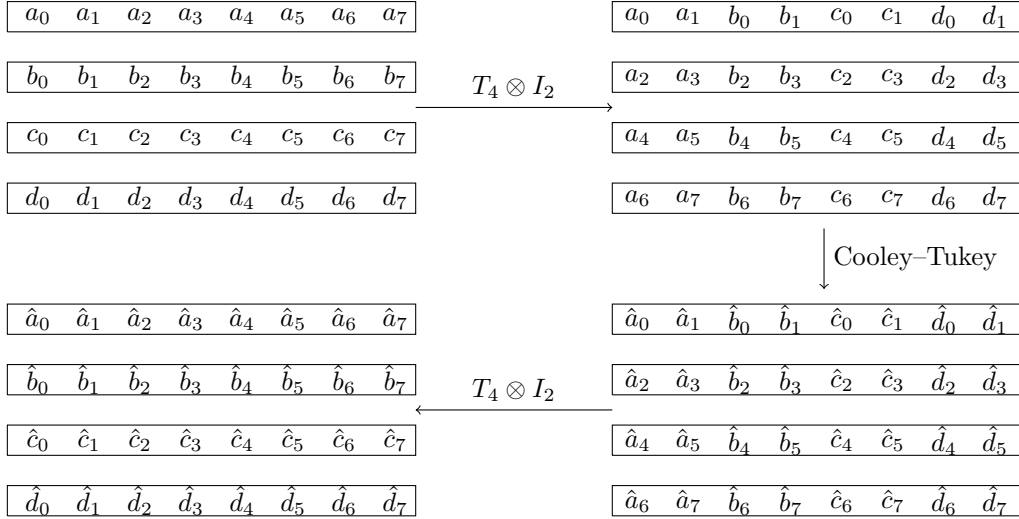 a₀ a₁ a₂ a₃ a₄ a₅ a₆ a₇
b₀ b₁ b₂ b₃ b₄ b₅ b₆ b₇
c₀ c₁ c₂ c₃ c₄ c₅ c₆ c₇
d₀ d₁ d₂ d₃ d₄ d₅ d₆ d₇
T₄ ⊗ I₂
a₀ a₁ b₀ b₁ c₀ c₁ d₀ d₁
a₂ a₃ b₂ b₃ c₂ c₃ d₂ d₃
a₄ a₅ b₄ b₅ c₄ c₅ d₄ d₅
a₆ a₇ b₆ b₇ c₆ c₇ d₆ d₇
Cooley–Tukey
â₀ â₁ b̂₀ b̂₁ ĉ₀ ĉ₁ d̂₀ d̂₁
â₂ â₃ b̂₂ b̂₃ ĉ₂ ĉ₃ d̂₂ d̂₃
â₄ â₅ b̂₄ b̂₅ ĉ₄ ĉ₅ d̂₄ d̂₅
â₆ â₇ b̂₆ b̂₇ ĉ₆ ĉ₇ d̂₆ d̂₇
T₄ ⊗ I₂
â₀ â₁ â₂ â₃ â₄ â₅ â₆ â₇
b̂₀ b̂₁ b̂₂ b̂₃ b̂₄ b̂₅ b̂₆ b̂₇
ĉ₀ ĉ₁ ĉ₂ ĉ₃ ĉ₄ ĉ₅ ĉ₆ ĉ₇
d̂₀ d̂₁ d̂₂ d̂₃ d̂₄ d̂₅ d̂₆ d̂₇